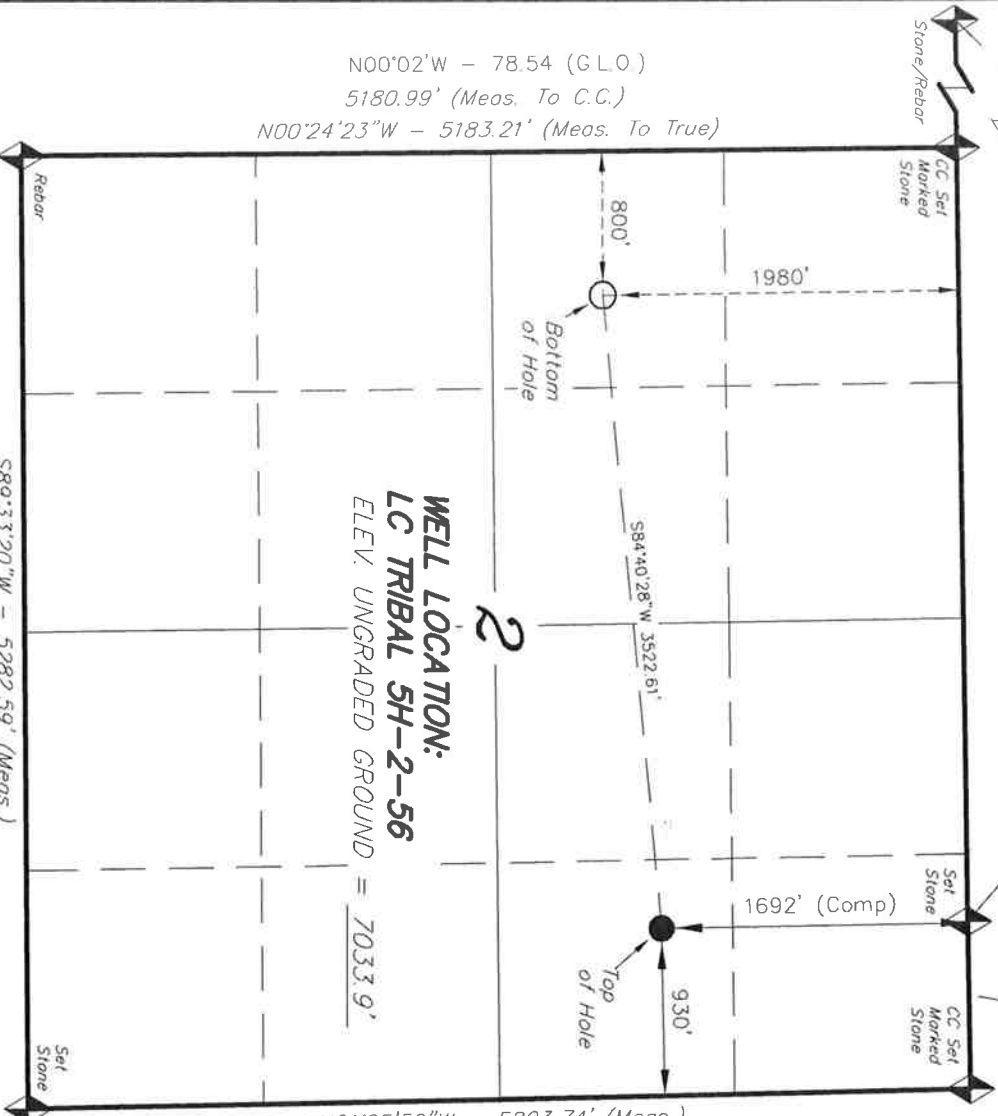 Stone/Rebar
CC Set
Marked
Stone
Set
Stone
CC Set
Marked
Stone
N00°02'W - 78.54 (G.L.O.)
5180.99' (Meas. To C.C.)
N00°24'23"W - 5183.21' (Meas. To True)
1980'
800'
Bottom
of Hole
S84°40'28"W 3522.61'
1692' (Comp)
930'
Top
of Hole
2
WELL LOCATION:
LC TRIBAL 5H-2-56
ELEV. UNGRADED GROUND = 7033.9'
Rebar
Set
Stone
S89°33'20"W - 5282.59' (Meas.)